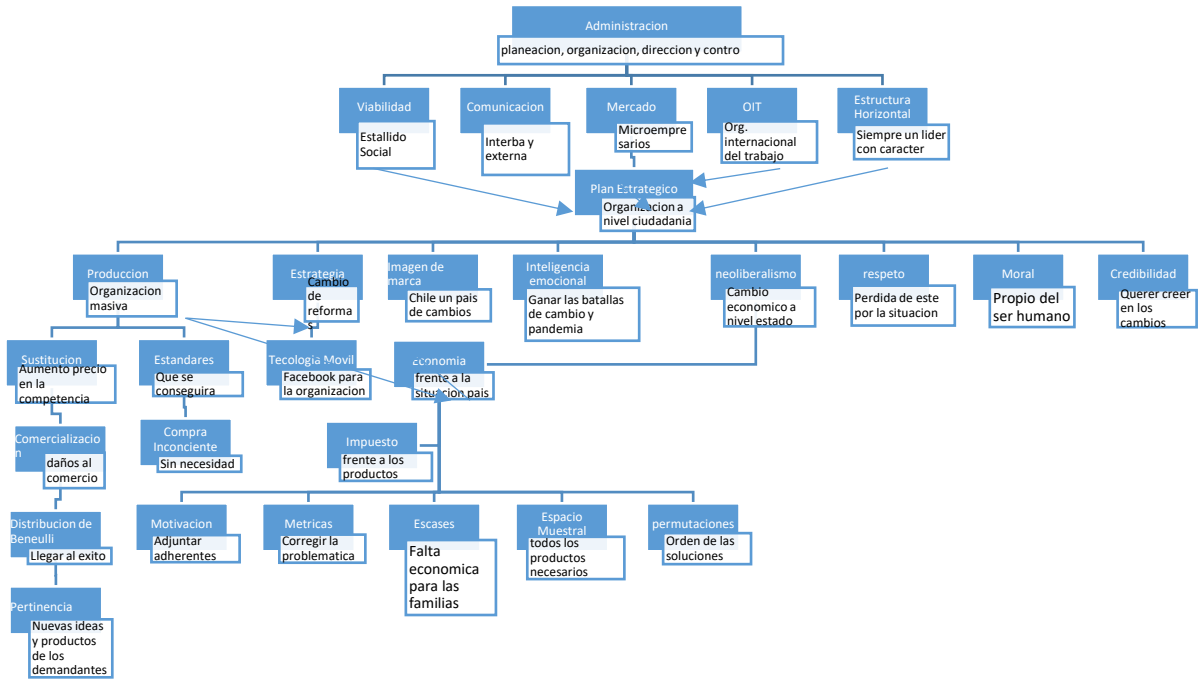 Administracion
planeacion, organizacion, direccion y contro
Viabilidad
Estallido
Social
Comunicacion
Interba y
externa
Mercado
Microempre
sarios
OIT
Org.
internacional
del trabajo
Estructura
Horizontal
Siempre un lider
con caracter
Plan Estrategico
Organizacion a
nivel ciudadania
Produccion
Organizacion
masiva
Estrategia
Cambio
de
reforma
s
Imagen de
marca
Chile un pais
de cambios
Inteligencia
emocional
Ganar las batallas
de cambio y
pandemia
neoliberalismo
Cambio
economico a
nivel estado
respeto
Perdida de este
por la situacion
Moral
Propio del
ser humano
Credibilidad
Querer creer
en los
cambios
Sustitucion
Aumento precio
en la
competencia
Estandares
Que se
conseguira
Tecologia Movil
Facebook para
la organizacion
economia
frente a la
situacion pais
Comercializacio
n
daños al
comercio
Compra
Inconciente
Sin necesidad
Impuesto
frente a los
productos
Distribucion de
Beneulli
Llegar al exito
Motivacion
Adjuntar
adherentes
Metricas
Corregir la
problematica
Escases
Falta
economica
para las
familias
Espacio
Muestral
todos los
productos
necesarios
permutaciones
Orden de las
soluciones
Pertinencia
Nuevas ideas
y productos
de los
demandantes